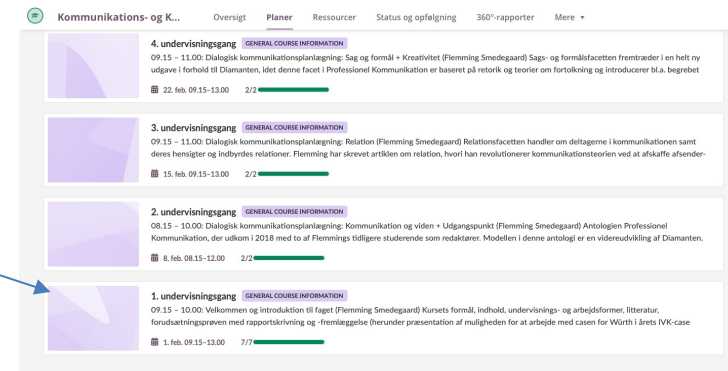 Kommunikations- og K...
Oversigt
Planer
Ressourcer
Status og opfølgning
360°-rapporter
Mere
4. undervisningsgang GENERAL COURSE INFORMATION
09.15 – 11.00: Dialogisk kommunikationsplanlægning: Sag og formål + Kreativitet (Flemming Smedegaard) Sags- og formålsfacetten fremtræder i en helt ny
udgave i forhold til Diamanten, idet denne facet i Professionel Kommunikation er baseret på retorik og teorier om fortolkning og introducerer bl.a. begrebet
22. feb. 09.15–13.00 2/2
3. undervisningsgang GENERAL COURSE INFORMATION
09.15 – 11.00: Dialogisk kommunikationsplanlægning: Relation (Flemming Smedegaard) Relationsfacetten handler om deltagerne i kommunikationen samt
deres hensigter og indbyrdes relationer. Flemming har skrevet artiklen om relation, hvori han revolutionerer kommunikationsteorien ved at afskaffe afsender-
15. feb. 09.15–13.00 2/2
2. undervisningsgang GENERAL COURSE INFORMATION
08.15 – 10.00: Dialogisk kommunikationsplanlægning: Kommunikation og viden + Udgangspunkt (Flemming Smedegaard) Antologien Professionel
Kommunikation, der udkom i 2018 med to af Flemmings tidligere studerende som redaktører. Modellen i denne antologi er en videreudvikling af Diamanten.
8. feb. 08.15–12.00 2/2
1. undervisningsgang GENERAL COURSE INFORMATION
09.15 – 10.00: Velkommen og introduktion til faget (Flemming Smedegaard) Kursets formål, indhold, undervisnings- og arbejdsformer, litteratur,
forudsætningsprøven med rapportskrivning og -fremlæggelse (herunder præsentation af muligheden for at arbejde med casen for Würth i årets IVK-case
1. feb. 09.15–13.00 7/7